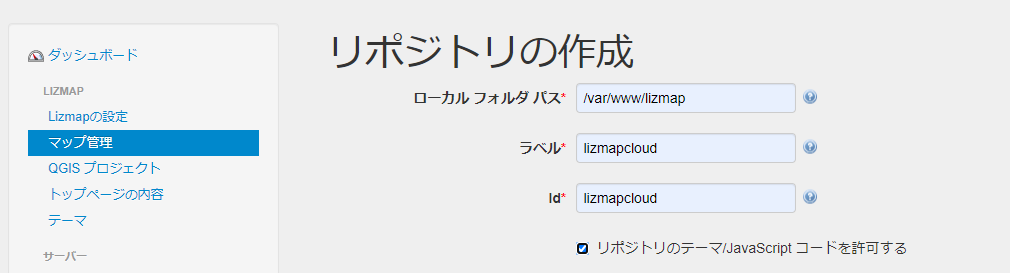 ダッシュボード
LIZMAP
Lizmapの設定
マップ管理
QGIS プロジェクト
トップページの内容
テーマ
サーバー
リポジトリの作成
ローカル フォルダ パス* /var/www/lizmap
ラベル* lizmapcloud
Id* lizmapcloud
リポジトリのテーマ/JavaScript コードを許可する